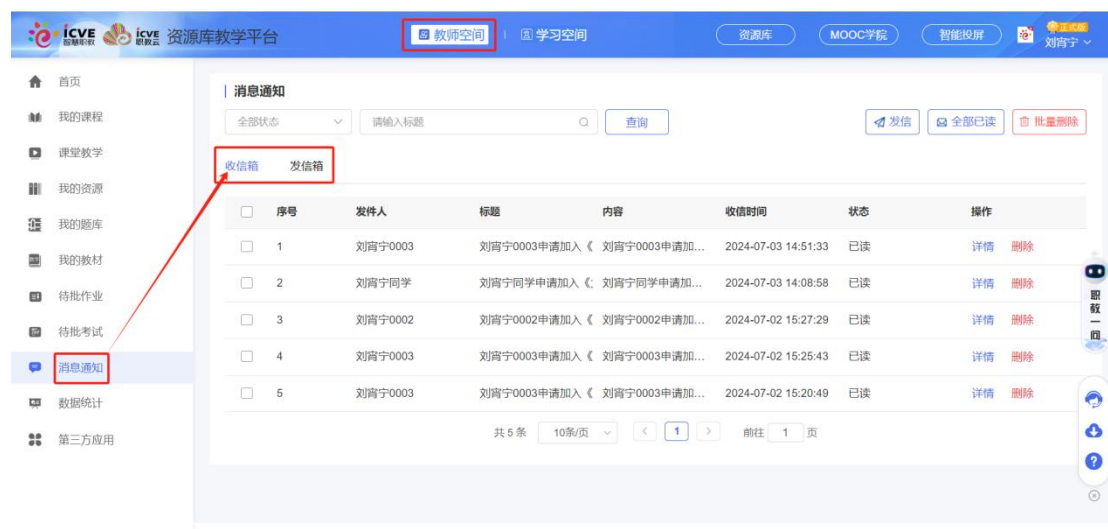 icve 智慧职教 icve 职教云 资源库教学平台 教师空间 学习空间 资源库 MOOC学院 智能投屏 正式版 刘宵宁
首页
我的课程
课堂教学
我的资源
我的题库
我的教材
待批作业
待批考试
消息通知
数据统计
第三方应用
消息通知
全部状态 请输入标题 查询 发信 全部已读 批量删除
收信箱 发信箱
序号 发件人 标题 内容 收信时间 状态 操作
1 刘宵宁0003 刘宵宁0003申请加入《 刘宵宁0003申请加... 2024-07-03 14:51:33 已读 详情 删除
2 刘宵宁同学 刘宵宁同学申请加入《 刘宵宁同学申请加... 2024-07-03 14:08:58 已读 详情 删除
3 刘宵宁0002 刘宵宁0002申请加入《 刘宵宁0002申请加... 2024-07-02 15:27:29 已读 详情 删除
4 刘宵宁0003 刘宵宁0003申请加入《 刘宵宁0003申请加... 2024-07-02 15:25:43 已读 详情 删除
5 刘宵宁0003 刘宵宁0003申请加入《 刘宵宁0003申请加... 2024-07-02 15:20:49 已读 详情 删除
共 5 条 10条/页 1 前往 1 页
职教一问